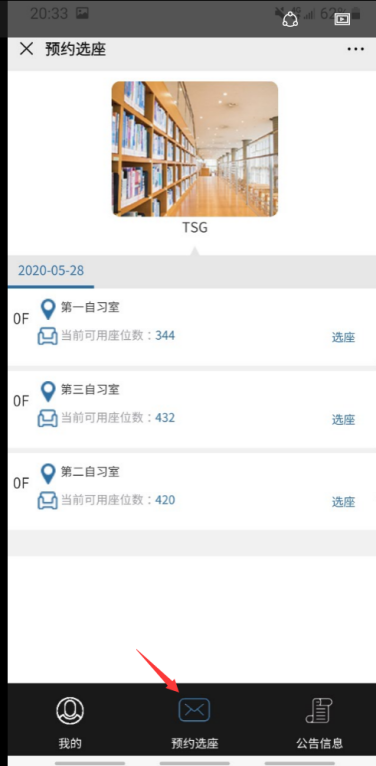 20:33
预约选座
TSG
2020-05-28
0F
第一自习室
当前可用座位数：344
选座
0F
第三自习室
当前可用座位数：432
选座
0F
第二自习室
当前可用座位数：420
选座
我的
预约选座
公告信息